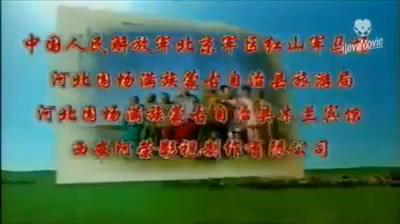 中国人民解放军北京军区红山军马场
河北围场满族蒙古自治县旅游局
河北围场满族蒙古自治县木兰宾馆
西安阿荣影视制作有限公司
iLoveMovie